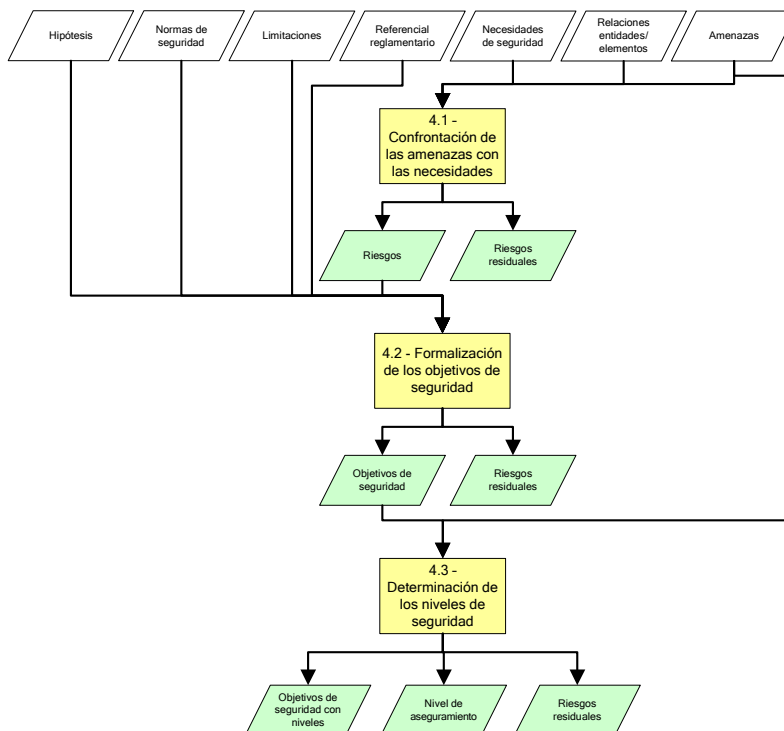 Hipótesis
Normas de
seguridad
Limitaciones
Referencial
reglamentario
Necesidades
de seguridad
Relaciones
entidades/
elementos
Amenazas
4.1 -
Confrontación de
las amenazas con
las necesidades
Riesgos
Riesgos
residuales
4.2 - Formalización
de los objetivos de
seguridad
Objetivos de
seguridad
Riesgos
residuales
4.3 -
Determinación de
los niveles de
seguridad
Objetivos de
seguridad con
niveles
Nivel de
aseguramiento
Riesgos
residuales